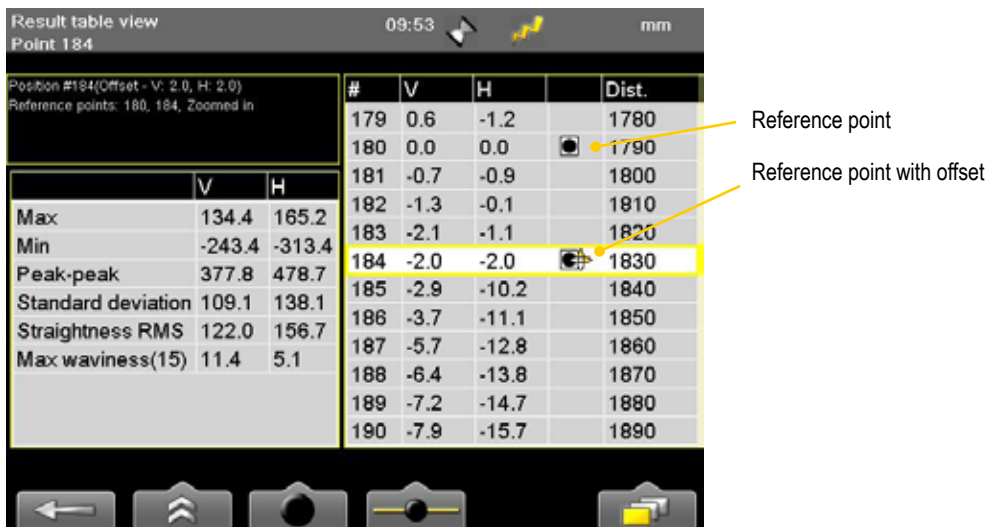 Result table view
Point 184
09:53
mm
Position #184(Offset - V: 2.0, H: 2.0)
Reference points: 180, 184, Zoomed in
V H
Max 134.4 165.2
Min -243.4 -313.4
Peak-peak 377.8 478.7
Standard deviation 109.1 138.1
Straightness RMS 122.0 156.7
Max waviness(15) 11.4 5.1
# V H Dist.
179 0.6 -1.2 1780
180 0.0 0.0 1790
181 -0.7 -0.9 1800
182 -1.3 -0.1 1810
183 -2.1 -1.1 1820
184 -2.0 -2.0 1830
185 -2.9 -10.2 1840
186 -3.7 -11.1 1850
187 -5.7 -12.8 1860
188 -6.4 -13.8 1870
189 -7.2 -14.7 1880
190 -7.9 -15.7 1890
Reference point
Reference point with offset